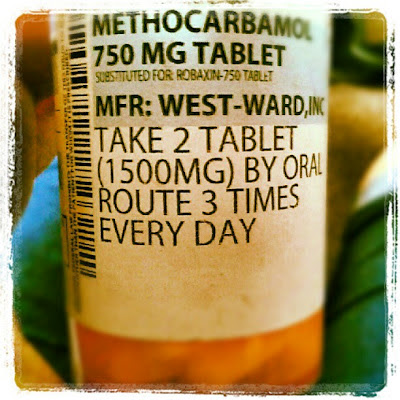 METHOCARBAMOL
750 MG TABLET
SUBSTITUTED FOR: ROBAXIN-750 TABLET
MFR: WEST-WARD,INC
TAKE 2 TABLET
(1500MG) BY ORAL
ROUTE 3 TIMES
EVERY DAY